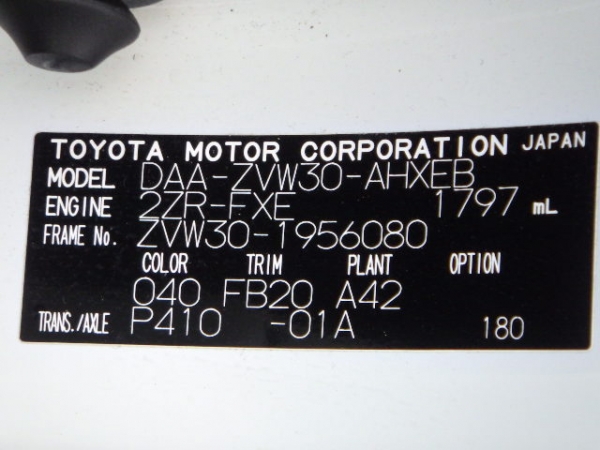 TOYOTA MOTOR CORPORATION JAPAN
MODEL DAA-ZVW30-AHXEB
ENGINE 2ZR-FXE 1797 mL
FRAME No. ZVW30-1956080
COLOR TRIM PLANT OPTION
040 FB20 A42
TRANS./AXLE P410 -01A 180